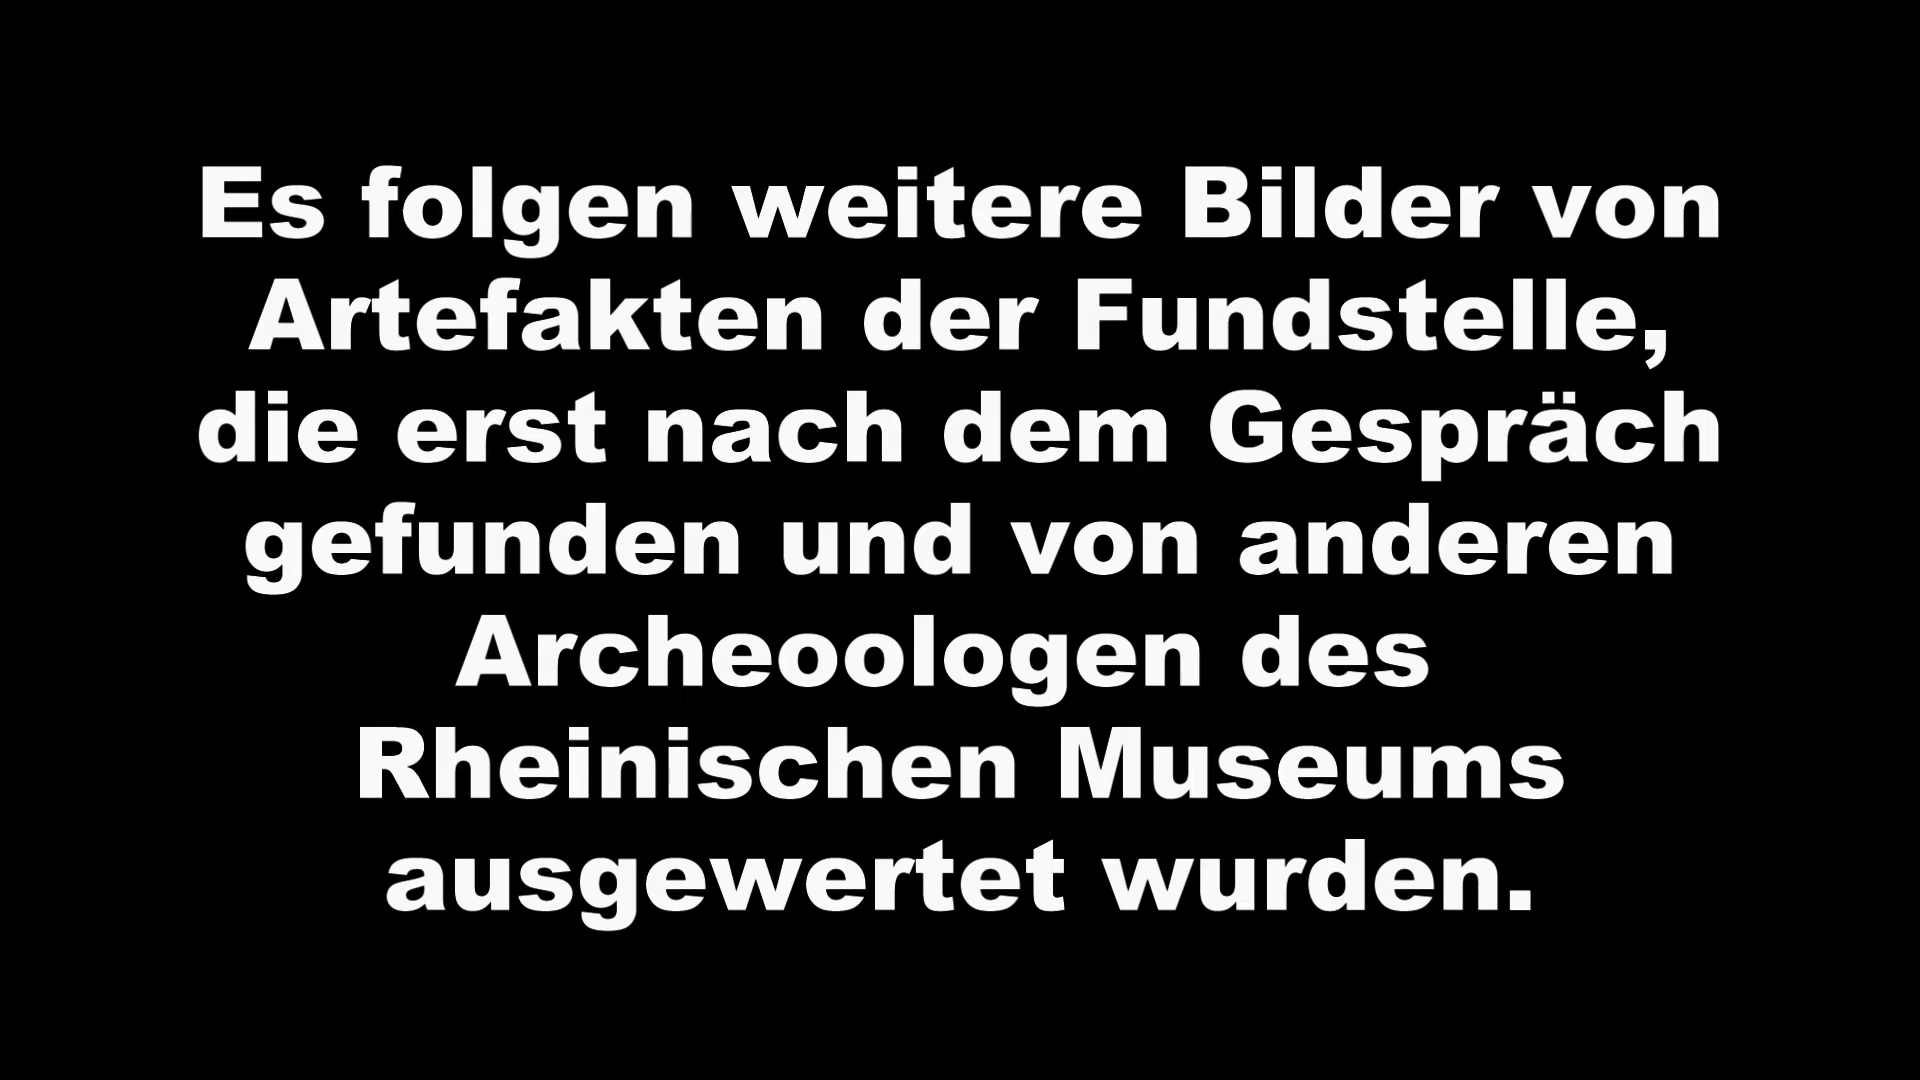 Es folgen weitere Bilder von
Artefakten der Fundstelle,
die erst nach dem Gespräch
gefunden und von anderen
Archeoologen des
Rheinischen Museums
ausgewertet wurden.